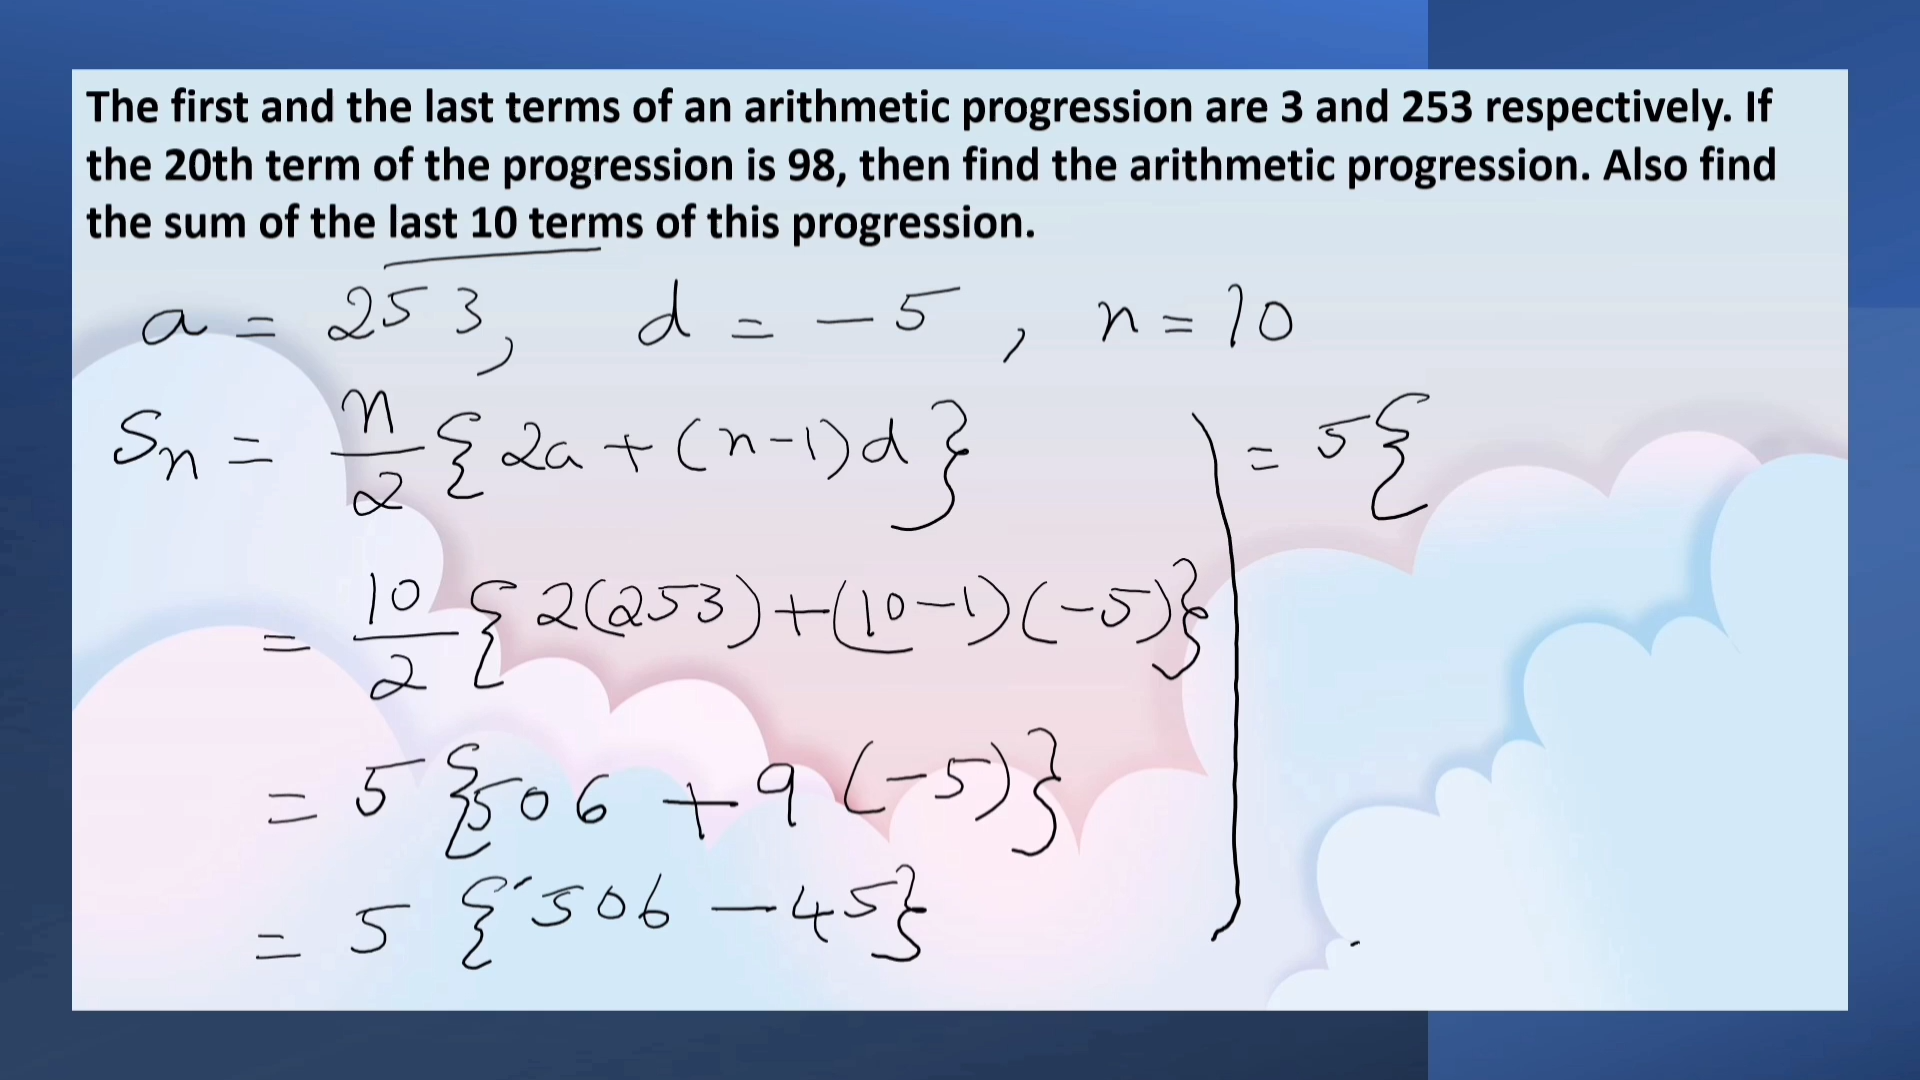 The first and the last terms of an arithmetic progression are 3 and 253 respectively. If
the 20th term of the progression is 98, then find the arithmetic progression. Also find
the sum of the last 10 terms of this progression.
a = 253, d = -5, n = 10
Sn = n/2 {2a + (n-1)d}
= 10/2 {2(253)+(10-1)(-5)}
= 5 {506 + 9(-5)}
= 5 {506 - 45}
= 5{